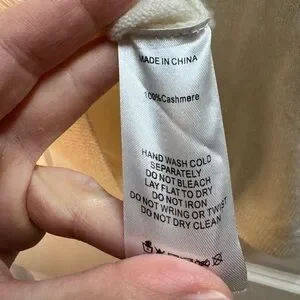 MADE IN CHINA
100%Cashmere
HAND WASH COLD
SEPARATELY
DO NOT BLEACH
LAY FLAT TO DRY
DO NOT IRON
DO NOT WRING OR TWIST
DO NOT DRY CLEAN